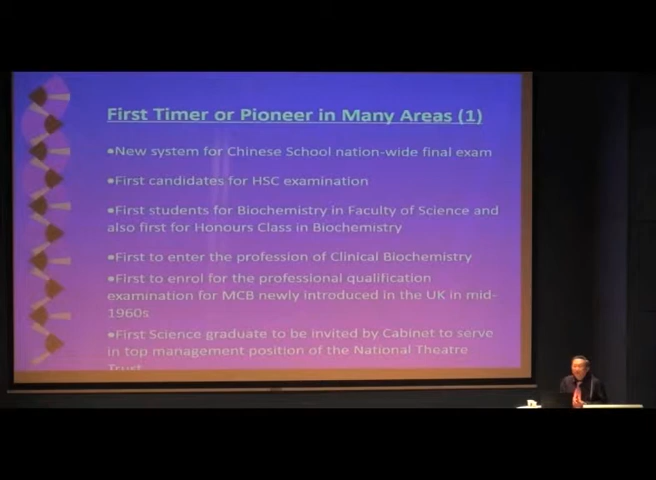 First Timer or Pioneer in Many Areas (1)
•New system for Chinese School nation-wide final exam
•First candidates for HSC examination
•First students for Biochemistry in Faculty of Science and
also first for Honours Class in Biochemistry
•First to enter the profession of Clinical Biochemistry
•First to enrol for the professional qualification
examination for MCB newly introduced in the UK in mid-
1960s
•First Science graduate to be invited by Cabinet to serve
in top management position of the National Theatre
Trust